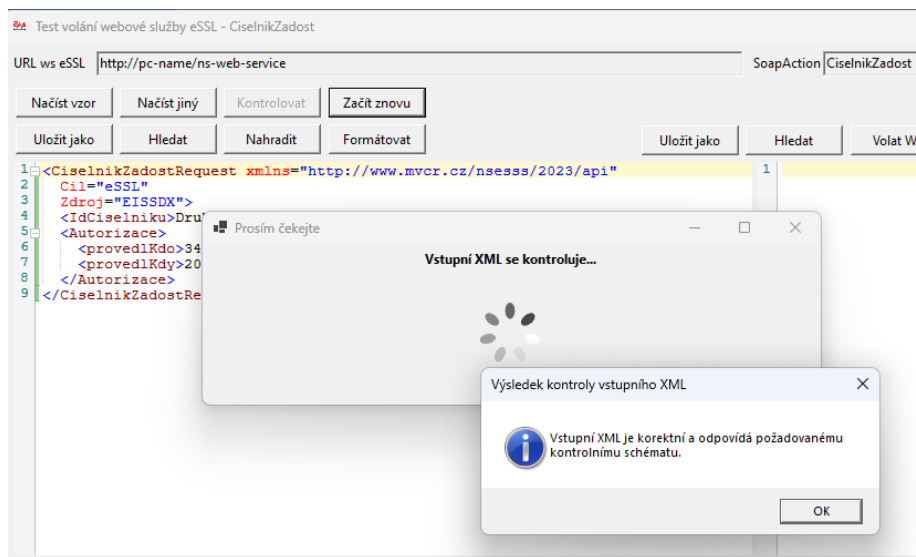 Test volání webové služby eSSL - CiselnikZadost
URL ws eSSL http://pc-name/ns-web-service SoapAction CiselnikZadost
Načíst vzor Načíst jiný Kontrolovat Začít znovu
Uložit jako Hledat Nahradit Formátovat Uložit jako Hledat Volat W
1 <CiselnikZadostRequest xmlns="http://www.mvcr.cz/nsesss/2023/api" 1
2 Cil="eSSL"
3 Zdroj="EISSDX">
4 <IdCiselniku>Dru
5 <Autorizace>
6 <provedlKdo>34
7 <provedlKdy>20
8 </Autorizace>
9 </CiselnikZadostRe
Prosím čekejte
Vstupní XML se kontroluje...
Výsledek kontroly vstupního XML
Vstupní XML je korektní a odpovídá požadovanému
kontrolnímu schématu.
OK